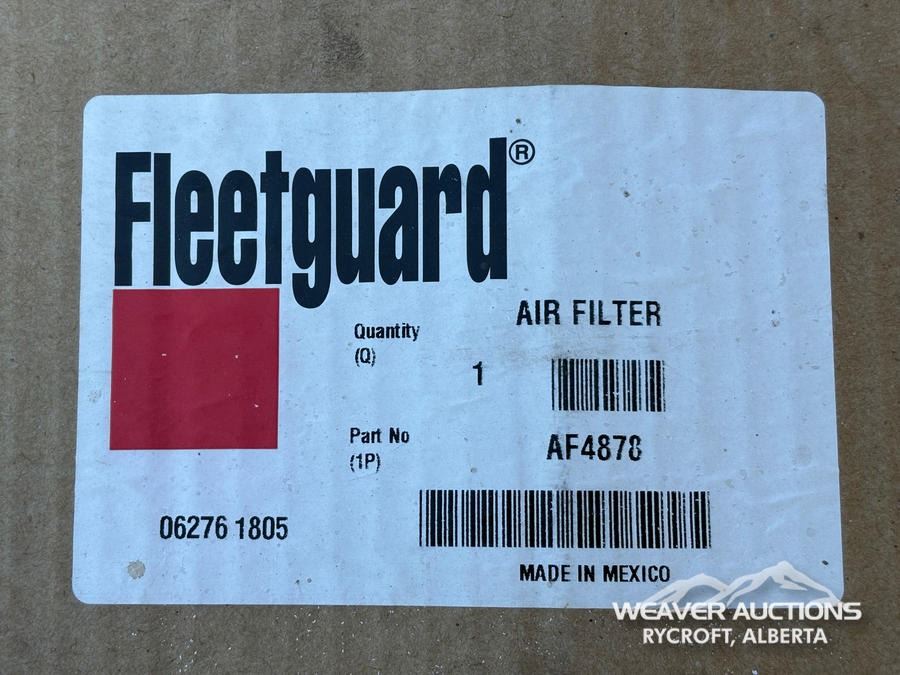 Fleetguard®
AIR FILTER
Quantity
(Q)
1
Part No
(1P)
AF4878
06276 1805
MADE IN MEXICO
WEAVER AUCTIONS
RYCROFT, ALBERTA